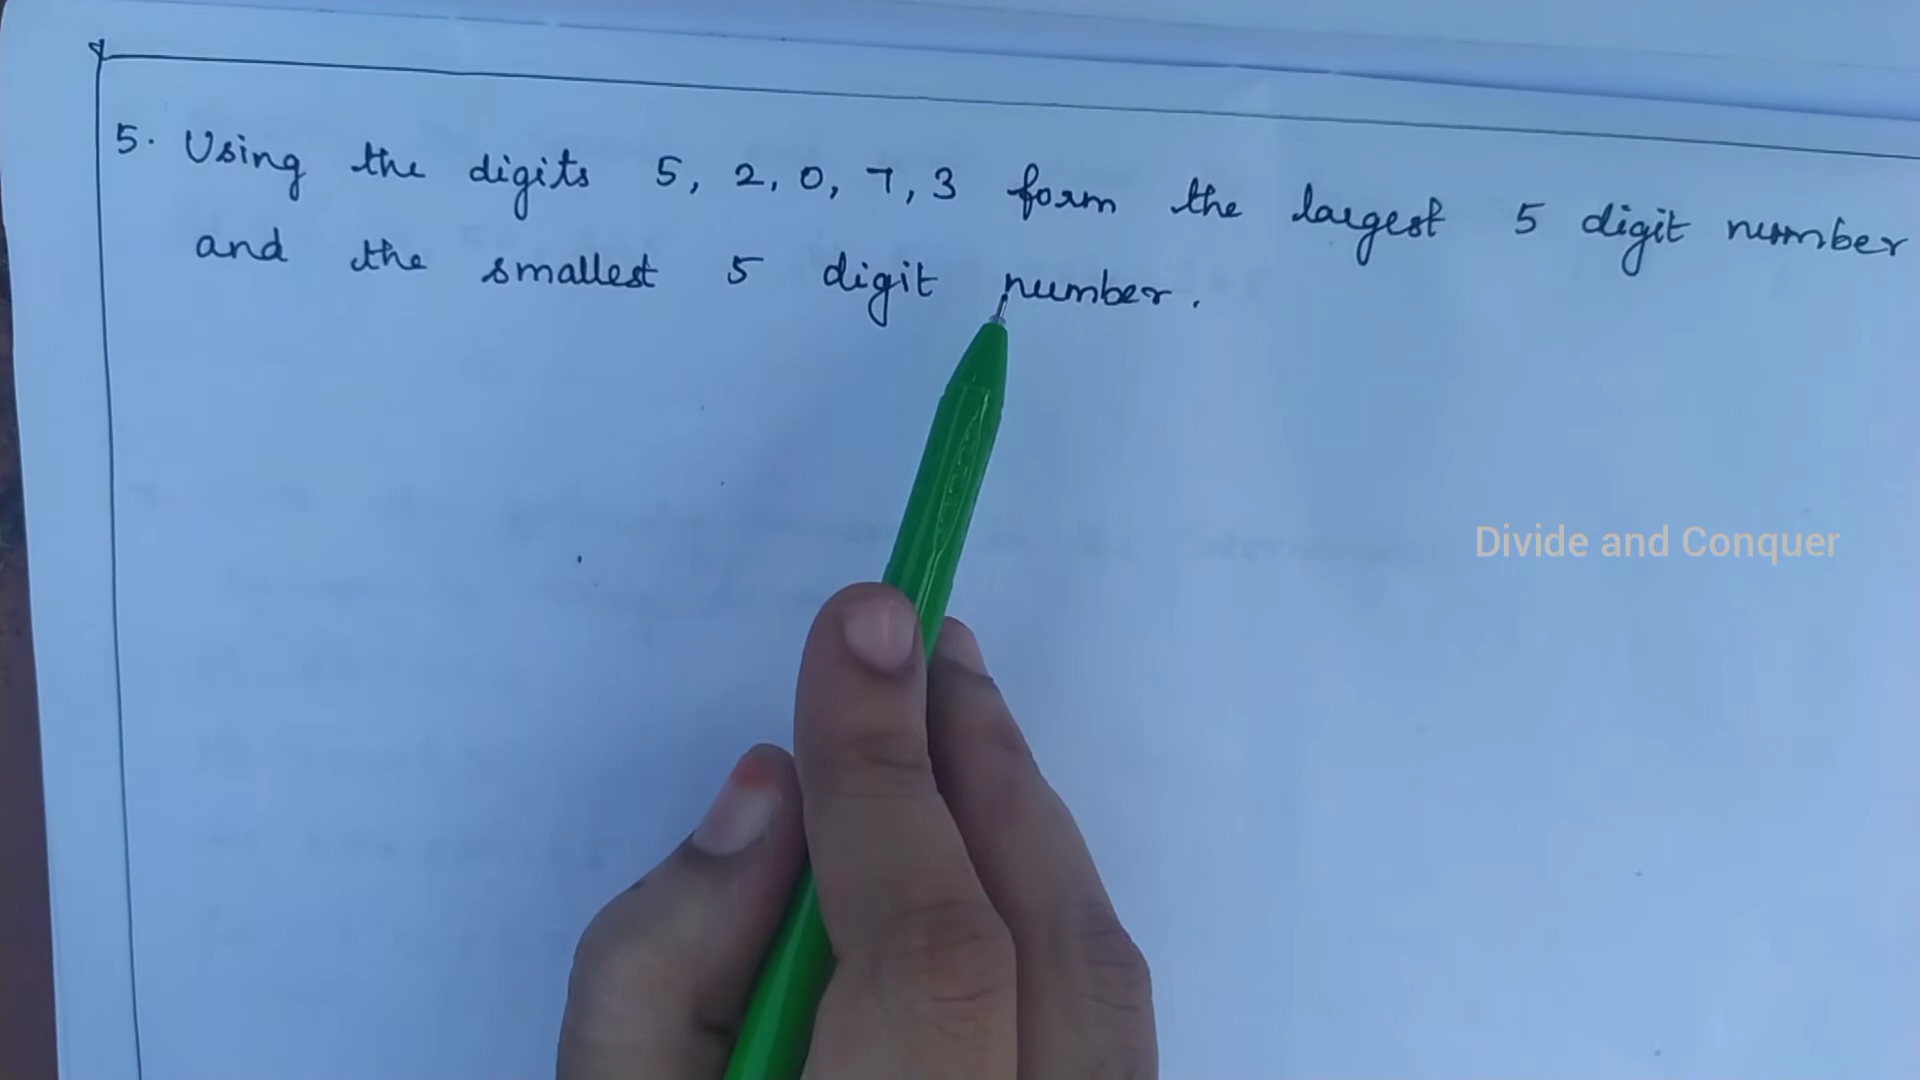 5. Using the digits 5, 2, 0, 7, 3 form the largest 5 digit number
and the smallest 5 digit number.
Divide and Conquer